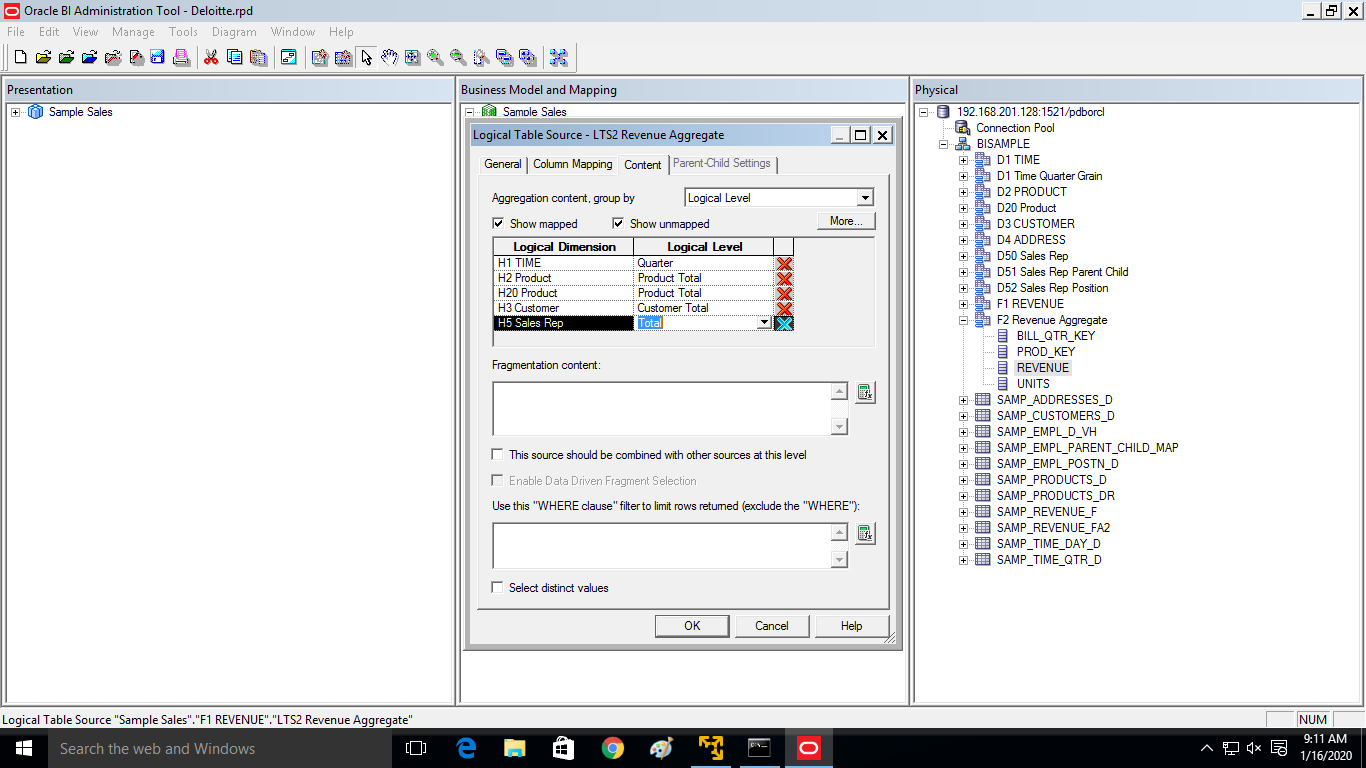 Oracle BI Administration Tool - Deloitte.rpd
File Edit View Manage Tools Diagram Window Help
Presentation
Sample Sales
Business Model and Mapping
Sample Sales
Logical Table Source - LTS2 Revenue Aggregate
General Column Mapping Content Parent-Child Settings
Aggregation content, group by Logical Level
Show mapped Show unmapped More...
Logical Dimension Logical Level
H1 TIME Quarter
H2 Product Product Total
H20 Product Product Total
H3 Customer Customer Total
H5 Sales Rep Total
Fragmentation content:
This source should be combined with other sources at this level
Enable Data Driven Fragment Selection
Use this "WHERE clause" filter to limit rows returned (exclude the "WHERE"):
Select distinct values
OK Cancel Help
Physical
192.168.201.128:1521/pdborcl
Connection Pool
BISAMPLE
D1 TIME
D1 Time Quarter Grain
D2 PRODUCT
D20 Product
D3 CUSTOMER
D4 ADDRESS
D50 Sales Rep
D51 Sales Rep Parent Child
D52 Sales Rep Position
F1 REVENUE
F2 Revenue Aggregate
BILL_QTR_KEY
PROD_KEY
REVENUE
UNITS
SAMP_ADDRESSES_D
SAMP_CUSTOMERS_D
SAMP_EMPL_D_VH
SAMP_EMPL_PARENT_CHILD_MAP
SAMP_EMPL_POSTN_D
SAMP_PRODUCTS_D
SAMP_PRODUCTS_DR
SAMP_REVENUE_F
SAMP_REVENUE_FA2
SAMP_TIME_DAY_D
SAMP_TIME_QTR_D
Logical Table Source "Sample Sales"."F1 REVENUE"."LTS2 Revenue Aggregate"
NUM
Search the web and Windows
9:11 AM
1/16/2020